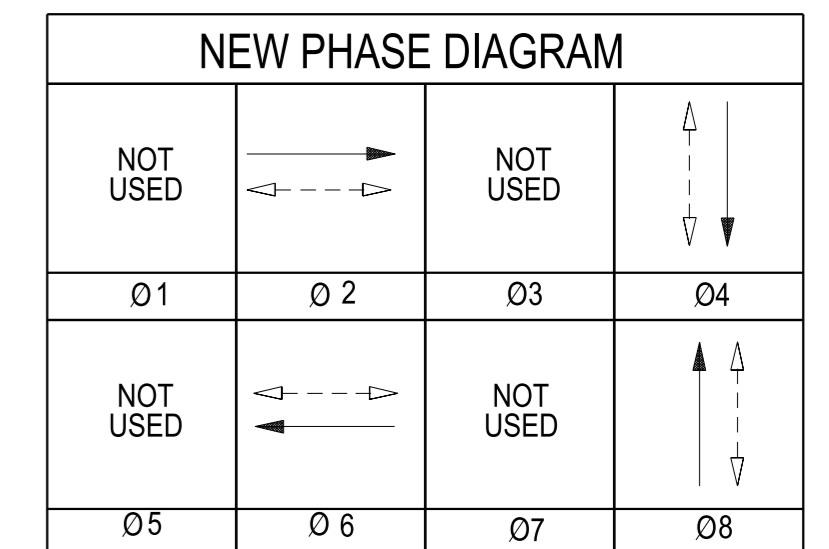 NEW PHASE DIAGRAM
NOT
USED
NOT
USED
Ø1
Ø 2
Ø3
Ø4
NOT
USED
NOT
USED
Ø5
Ø 6
Ø7
Ø8